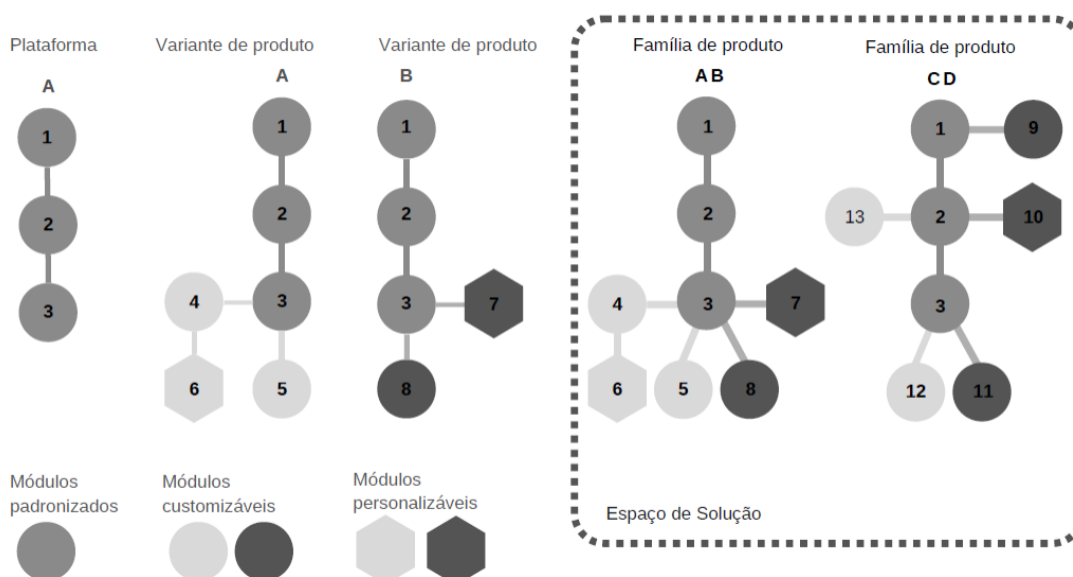 Plataforma
A
1
2
3
Variante de produto
A
1
2
4
3
6
5
Variante de produto
B
1
2
3
7
8
Família de produto
A B
1
2
4
3
7
6
5
8
Família de produto
C D
1
9
13
2
10
3
12
11
Espaço de Solução
Módulos
padronizados
Módulos
customizáveis
Módulos
personalizáveis